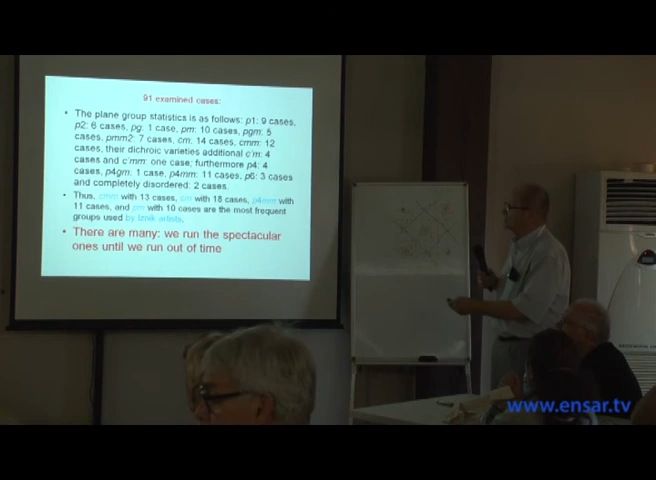 91 examined cases:
• The plane group statistics is as follows: p1: 9 cases,
p2: 6 cases, pg: 1 case, pm: 10 cases, pgm: 5
cases, pmm2: 7 cases, cm: 14 cases, cmm: 12
cases, their dichroic varieties additional c'm: 4
cases and c'mm: one case; furthermore p4: 4
cases, p4gm: 1 case, p4mm: 11 cases, p6: 3 cases
and completely disordered: 2 cases.
• Thus, cmm with 13 cases, cm with 18 cases, p4mm with
11 cases, and pm with 10 cases are the most frequent
groups used by Iznik artists.
• There are many: we run the spectacular
ones until we run out of time
www.ensar.tv